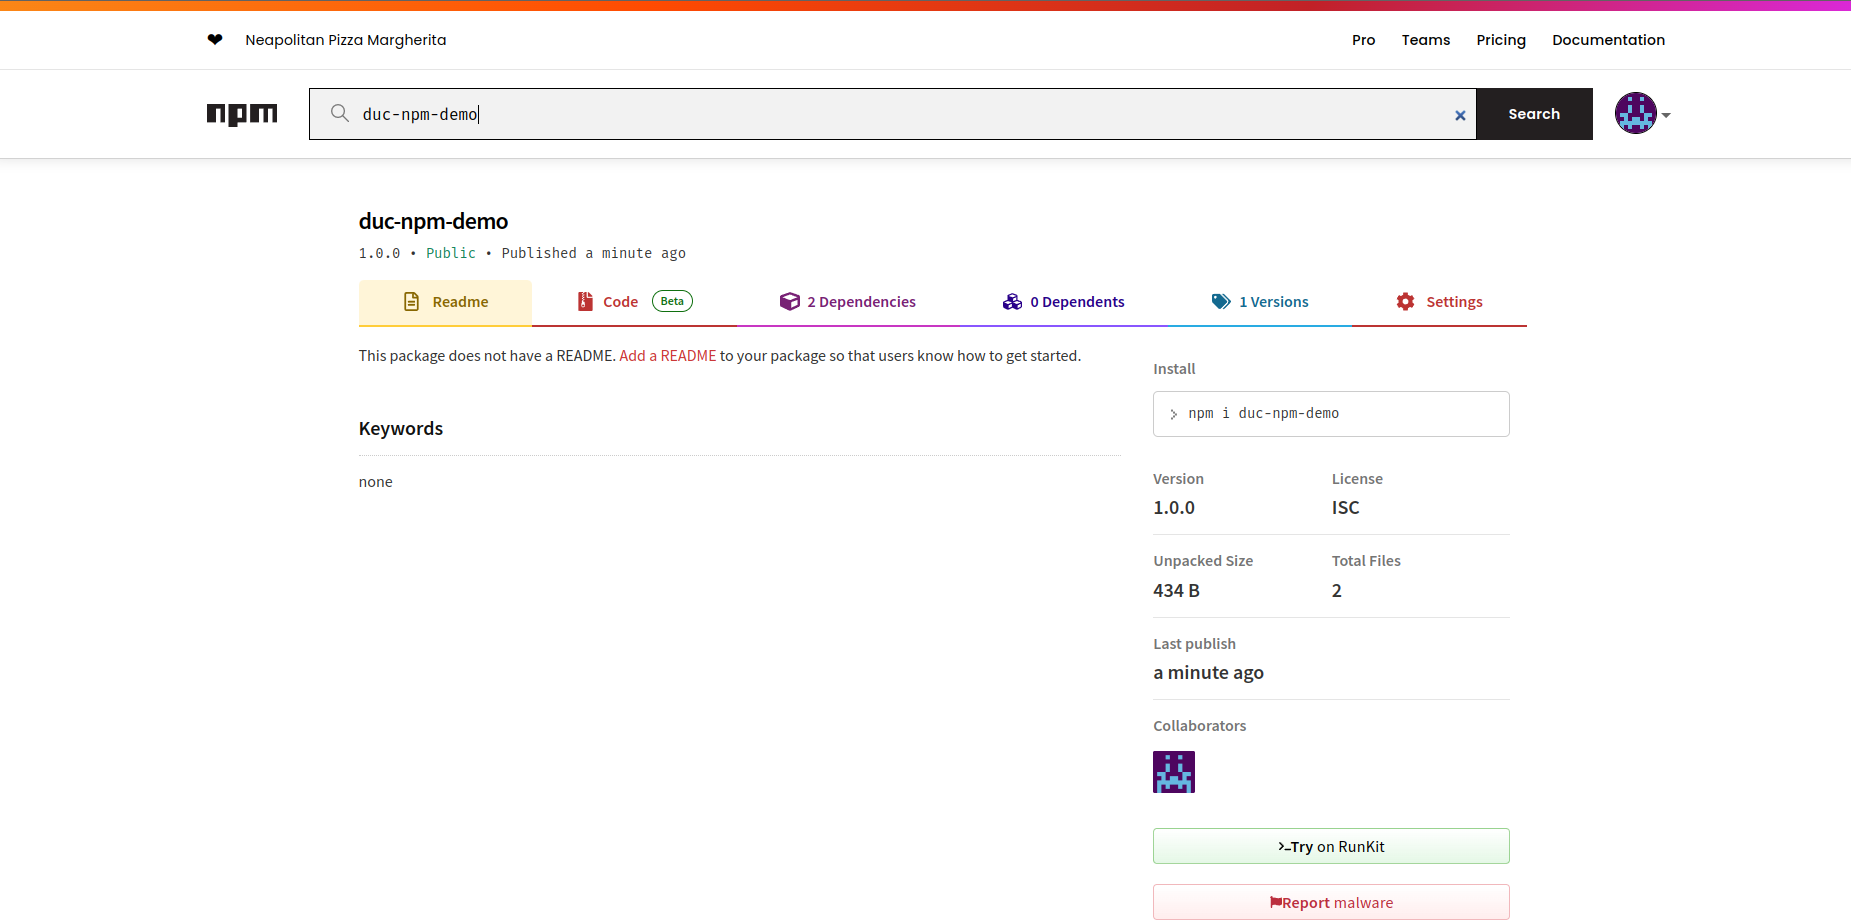 ❤ Neapolitan Pizza Margherita
Pro Teams Pricing Documentation
npm
duc-npm-demo
×
Search
duc-npm-demo
1.0.0 • Public • Published a minute ago
Readme
Code Beta
2 Dependencies
0 Dependents
1 Versions
Settings
This package does not have a README. Add a README to your package so that users know how to get started.
Keywords
none
Install
> npm i duc-npm-demo
Version
1.0.0
License
ISC
Unpacked Size
434 B
Total Files
2
Last publish
a minute ago
Collaborators
>_Try on RunKit
Report malware